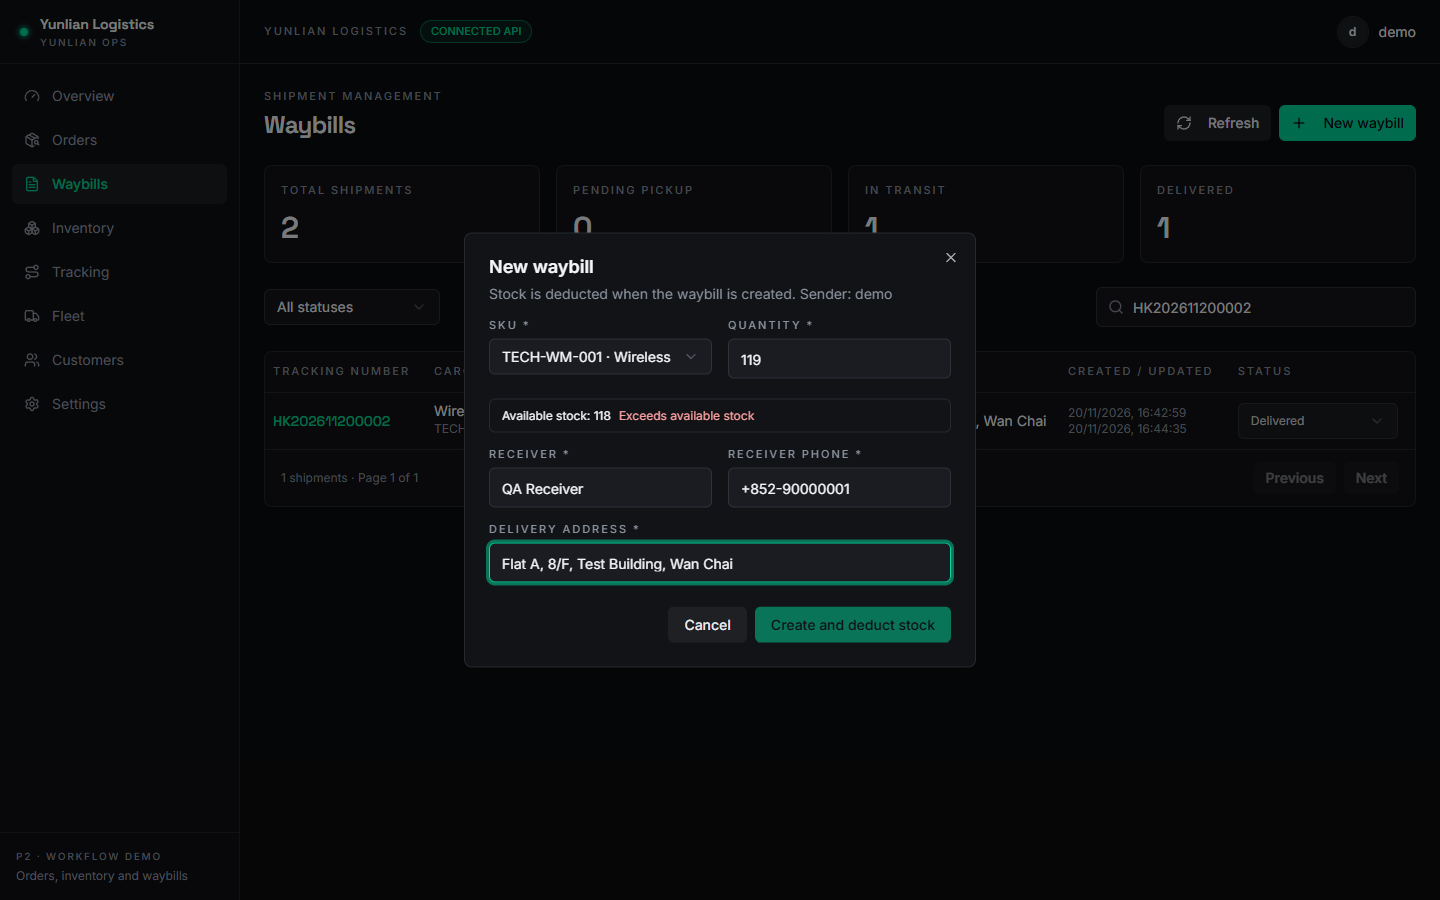 Yunlian Logistics
YUNLIAN OPS
YUNLIAN LOGISTICS
CONNECTED API
d
demo
Overview
Orders
Waybills
Inventory
Tracking
Fleet
Customers
Settings
SHIPMENT MANAGEMENT
Waybills
Refresh
New waybill
TOTAL SHIPMENTS
2
PENDING PICKUP
0
IN TRANSIT
1
DELIVERED
1
All statuses
HK202611200002
TRACKING NUMBER
CREATED / UPDATED
STATUS
HK202611200002
Wire
TECH
, Wan Chai
20/11/2026, 16:42:59
20/11/2026, 16:44:35
Delivered
1 shipments · Page 1 of 1
Previous
Next
New waybill
Stock is deducted when the waybill is created. Sender: demo
SKU *
QUANTITY *
TECH-WM-001 · Wireless
119
Available stock: 118 Exceeds available stock
RECEIVER *
RECEIVER PHONE *
QA Receiver
+852-90000001
DELIVERY ADDRESS *
Flat A, 8/F, Test Building, Wan Chai
Cancel
Create and deduct stock
P2 · WORKFLOW DEMO
Orders, inventory and waybills